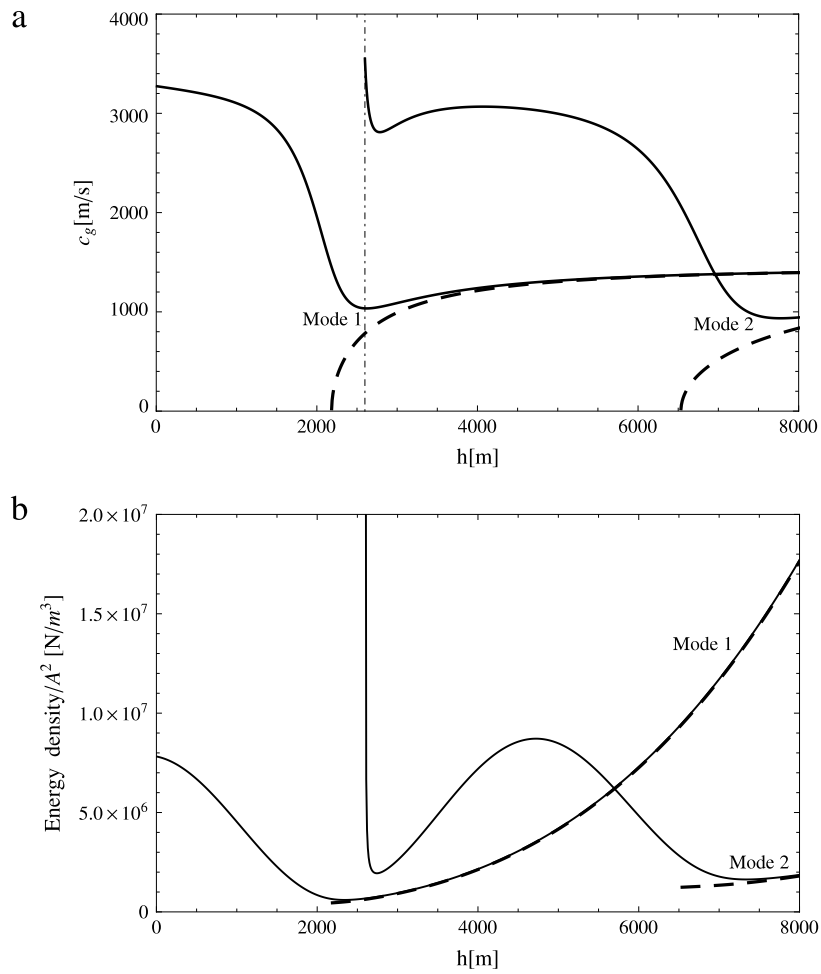 a
4000
3000
2000
1000
0
c_g[m/s]
Mode 1
Mode 2
0
2000
4000
6000
8000
h[m]
b
2.0×10^7
1.5×10^7
1.0×10^7
5.0×10^6
0
Energy density/A^2 [N/m^3]
Mode 1
Mode 2
0
2000
4000
6000
8000
h[m]